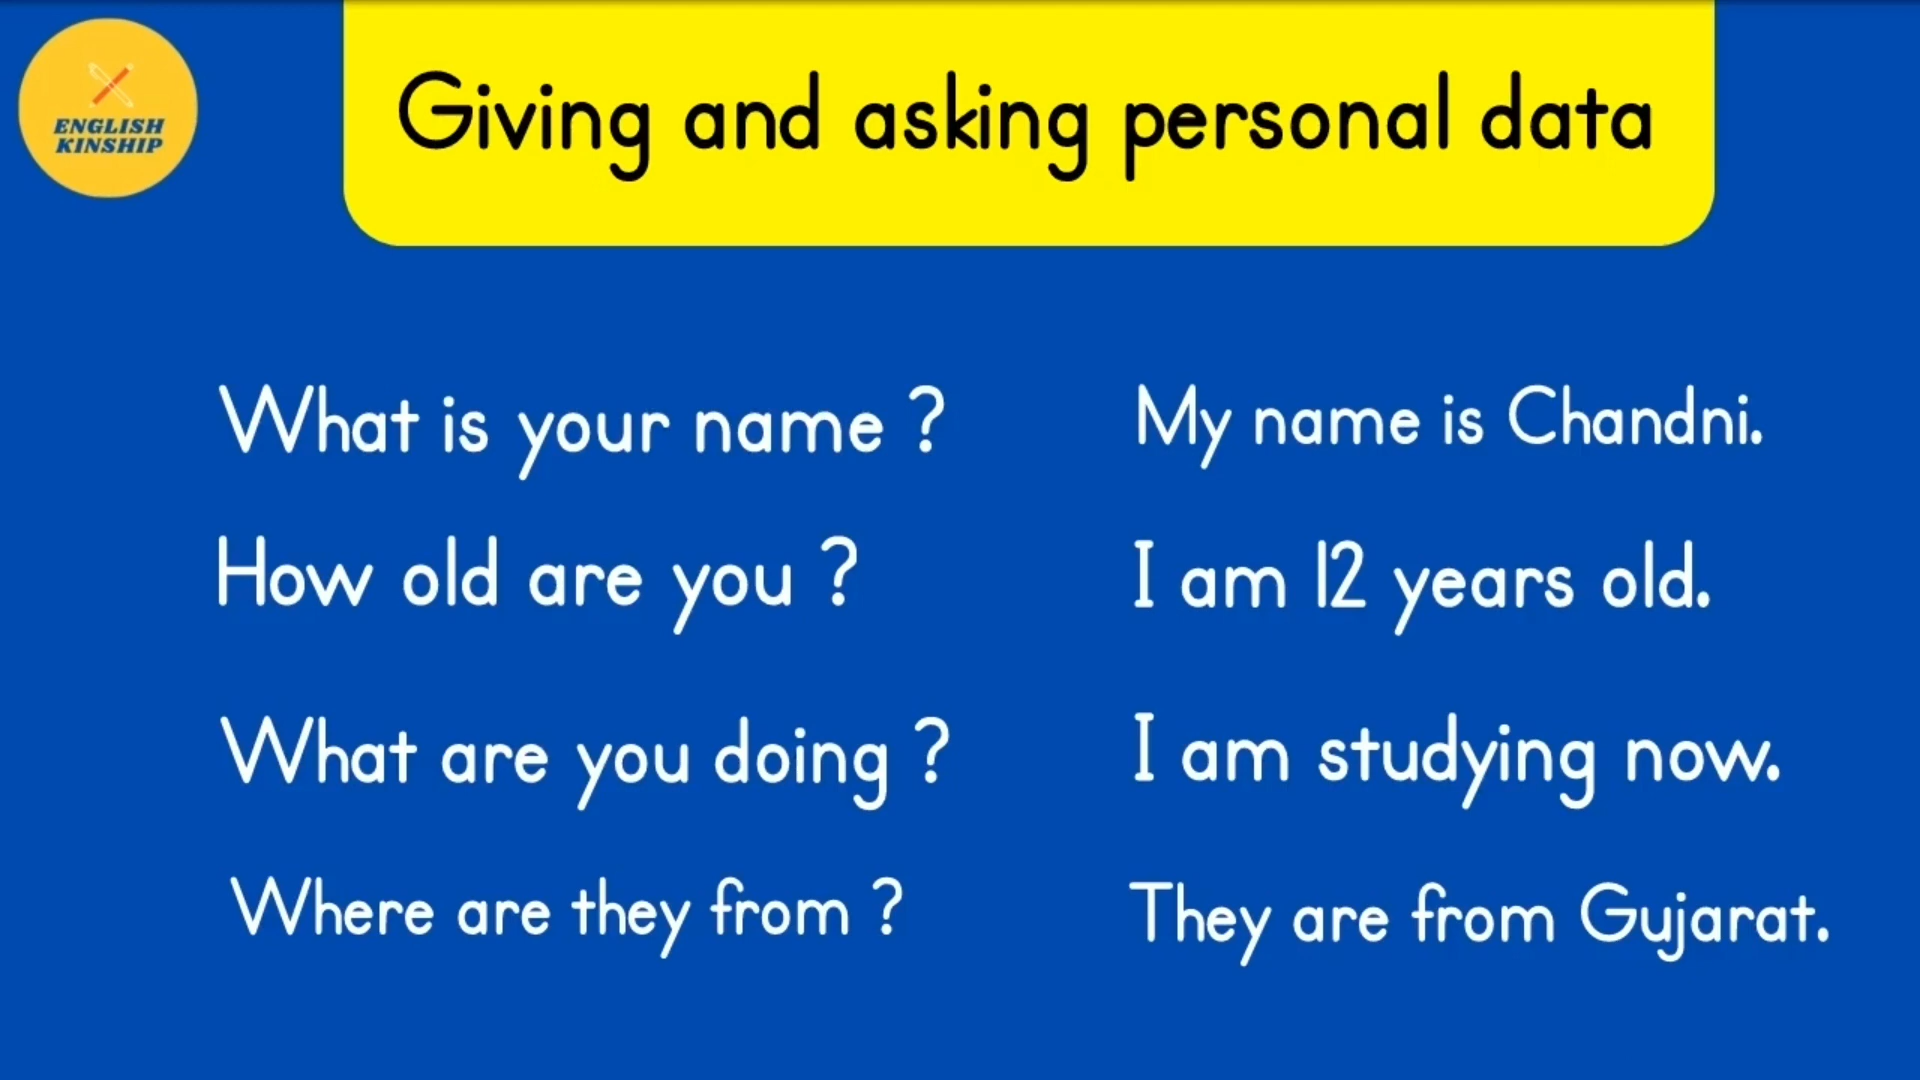 ENGLISH
KINSHIP
Giving and asking personal data
What is your name ? My name is Chandni.
How old are you ? I am 12 years old.
What are you doing ? I am studying now.
Where are they from ? They are from Gujarat.